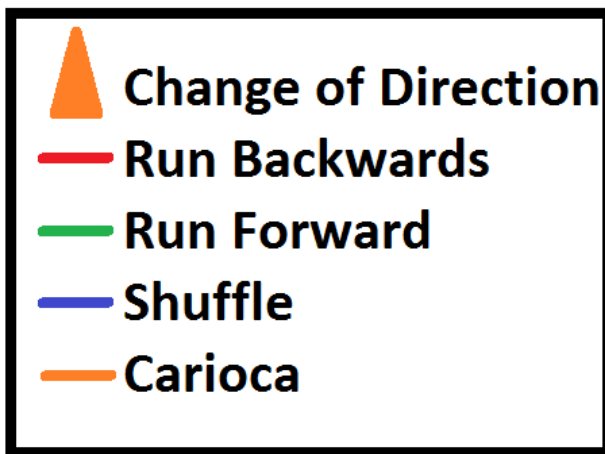 Change of Direction
Run Backwards
Run Forward
Shuffle
Carioca